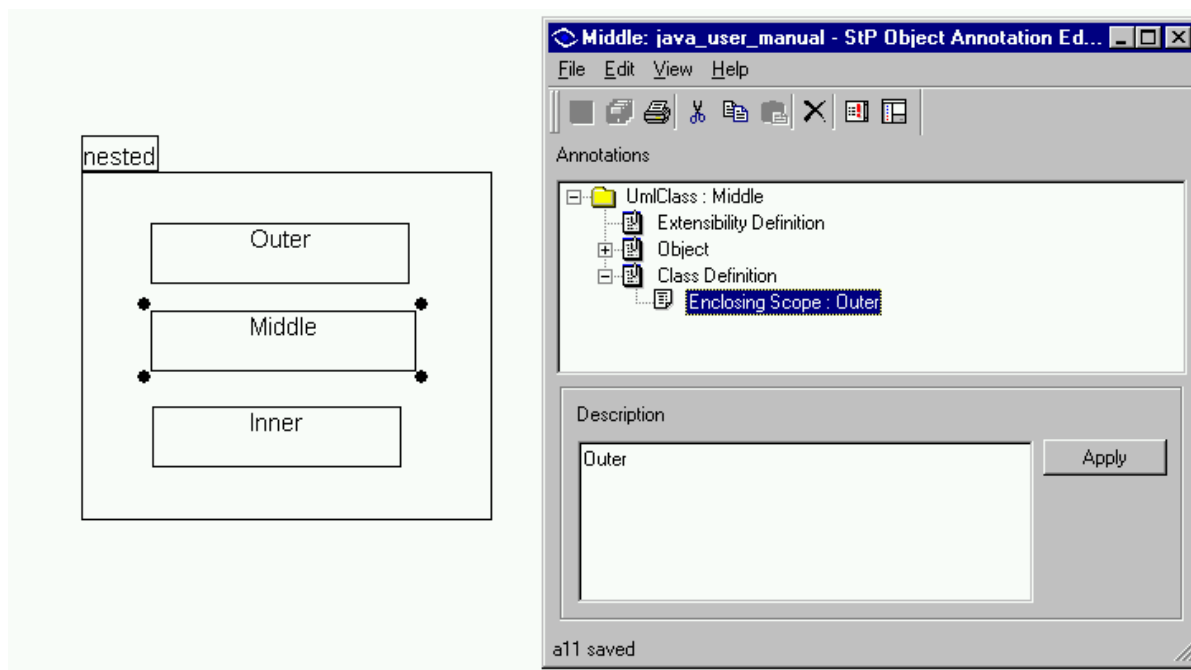 nested
Outer
Middle
Inner
Middle: java_user_manual - StP Object Annotation Ed...
File Edit View Help
Annotations
UmlClass : Middle
Extensibility Definition
Object
Class Definition
Enclosing Scope : Outer
Description
Outer
Apply
a11 saved